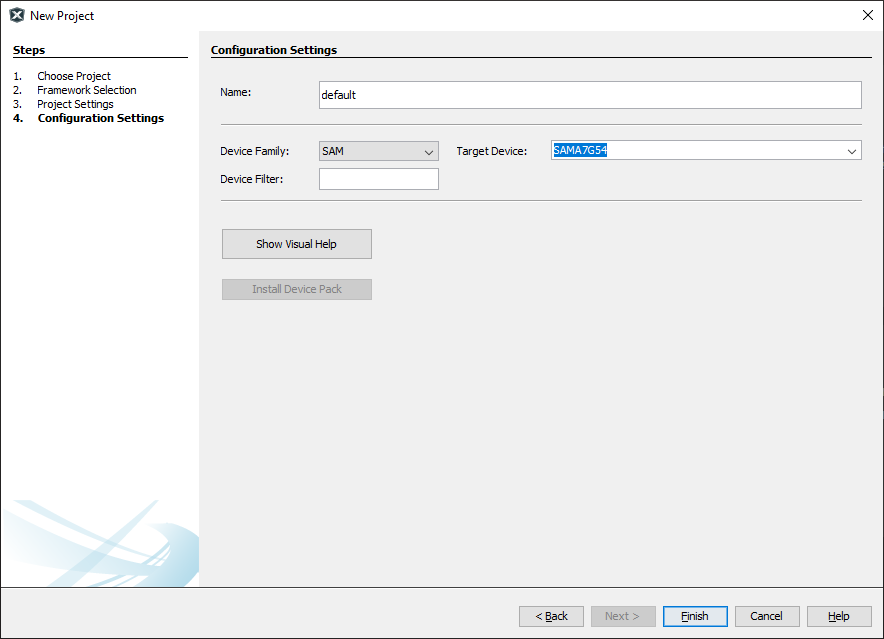 New Project
Steps
1. Choose Project
2. Framework Selection
3. Project Settings
4. Configuration Settings
Configuration Settings
Name: default
Device Family: SAM Target Device: SAMA7G54
Device Filter:
Show Visual Help
Install Device Pack
< Back Next > Finish Cancel Help